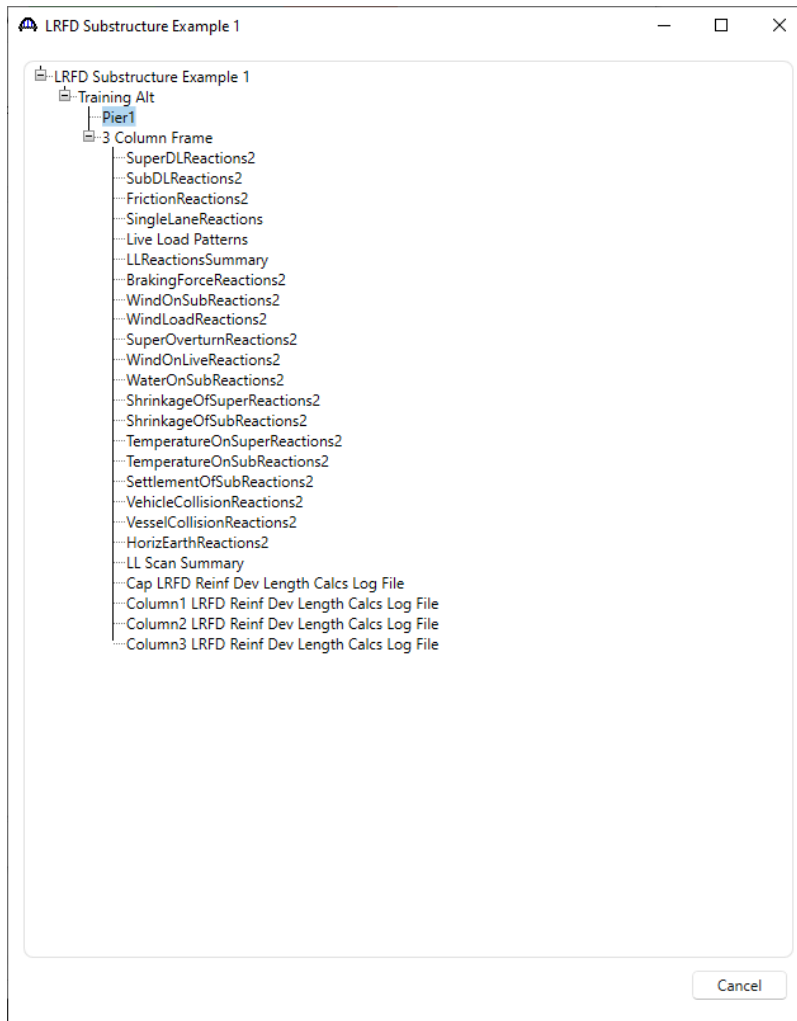 LRFD Substructure Example 1
LRFD Substructure Example 1
Training Alt
Pier1
3 Column Frame
SuperDLReactions2
SubDLReactions2
FrictionReactions2
SingleLaneReactions
Live Load Patterns
LLReactionsSummary
BrakingForceReactions2
WindOnSubReactions2
WindLoadReactions2
SuperOverturnReactions2
WindOnLiveReactions2
WaterOnSubReactions2
ShrinkageOfSuperReactions2
ShrinkageOfSubReactions2
TemperatureOnSuperReactions2
TemperatureOnSubReactions2
SettlementOfSubReactions2
VehicleCollisionReactions2
VesselCollisionReactions2
HorizEarthReactions2
LL Scan Summary
Cap LRFD Reinf Dev Length Calcs Log File
Column1 LRFD Reinf Dev Length Calcs Log File
Column2 LRFD Reinf Dev Length Calcs Log File
Column3 LRFD Reinf Dev Length Calcs Log File
Cancel